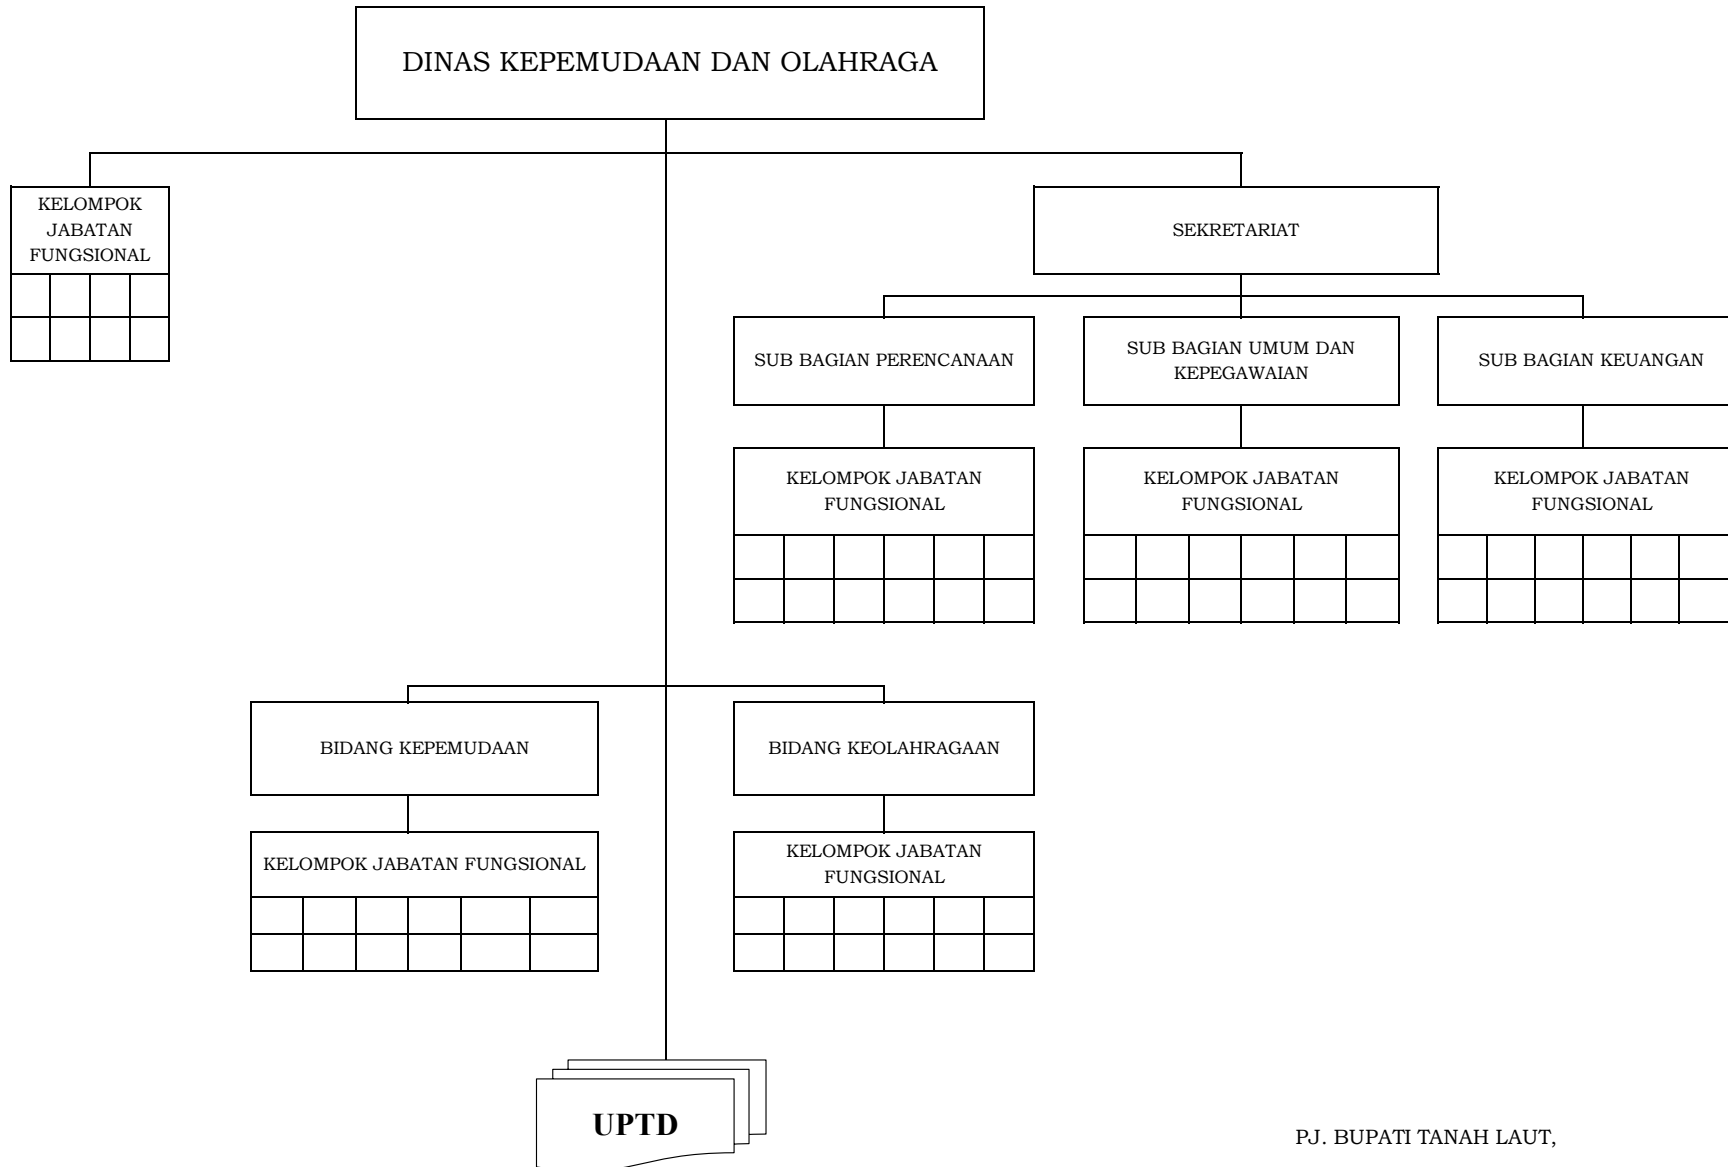 DINAS KEPEMUDAAN DAN OLAHRAGA
KELOMPOK
JABATAN
FUNGSIONAL
SEKRETARIAT
SUB BAGIAN PERENCANAAN
SUB BAGIAN UMUM DAN
KEPEGAWAIAN
SUB BAGIAN KEUANGAN
KELOMPOK JABATAN
FUNGSIONAL
KELOMPOK JABATAN
FUNGSIONAL
KELOMPOK JABATAN
FUNGSIONAL
BIDANG KEPEMUDAAN
BIDANG KEOLAHRAGAAN
KELOMPOK JABATAN FUNGSIONAL
KELOMPOK JABATAN
FUNGSIONAL
UPTD
PJ. BUPATI TANAH LAUT,